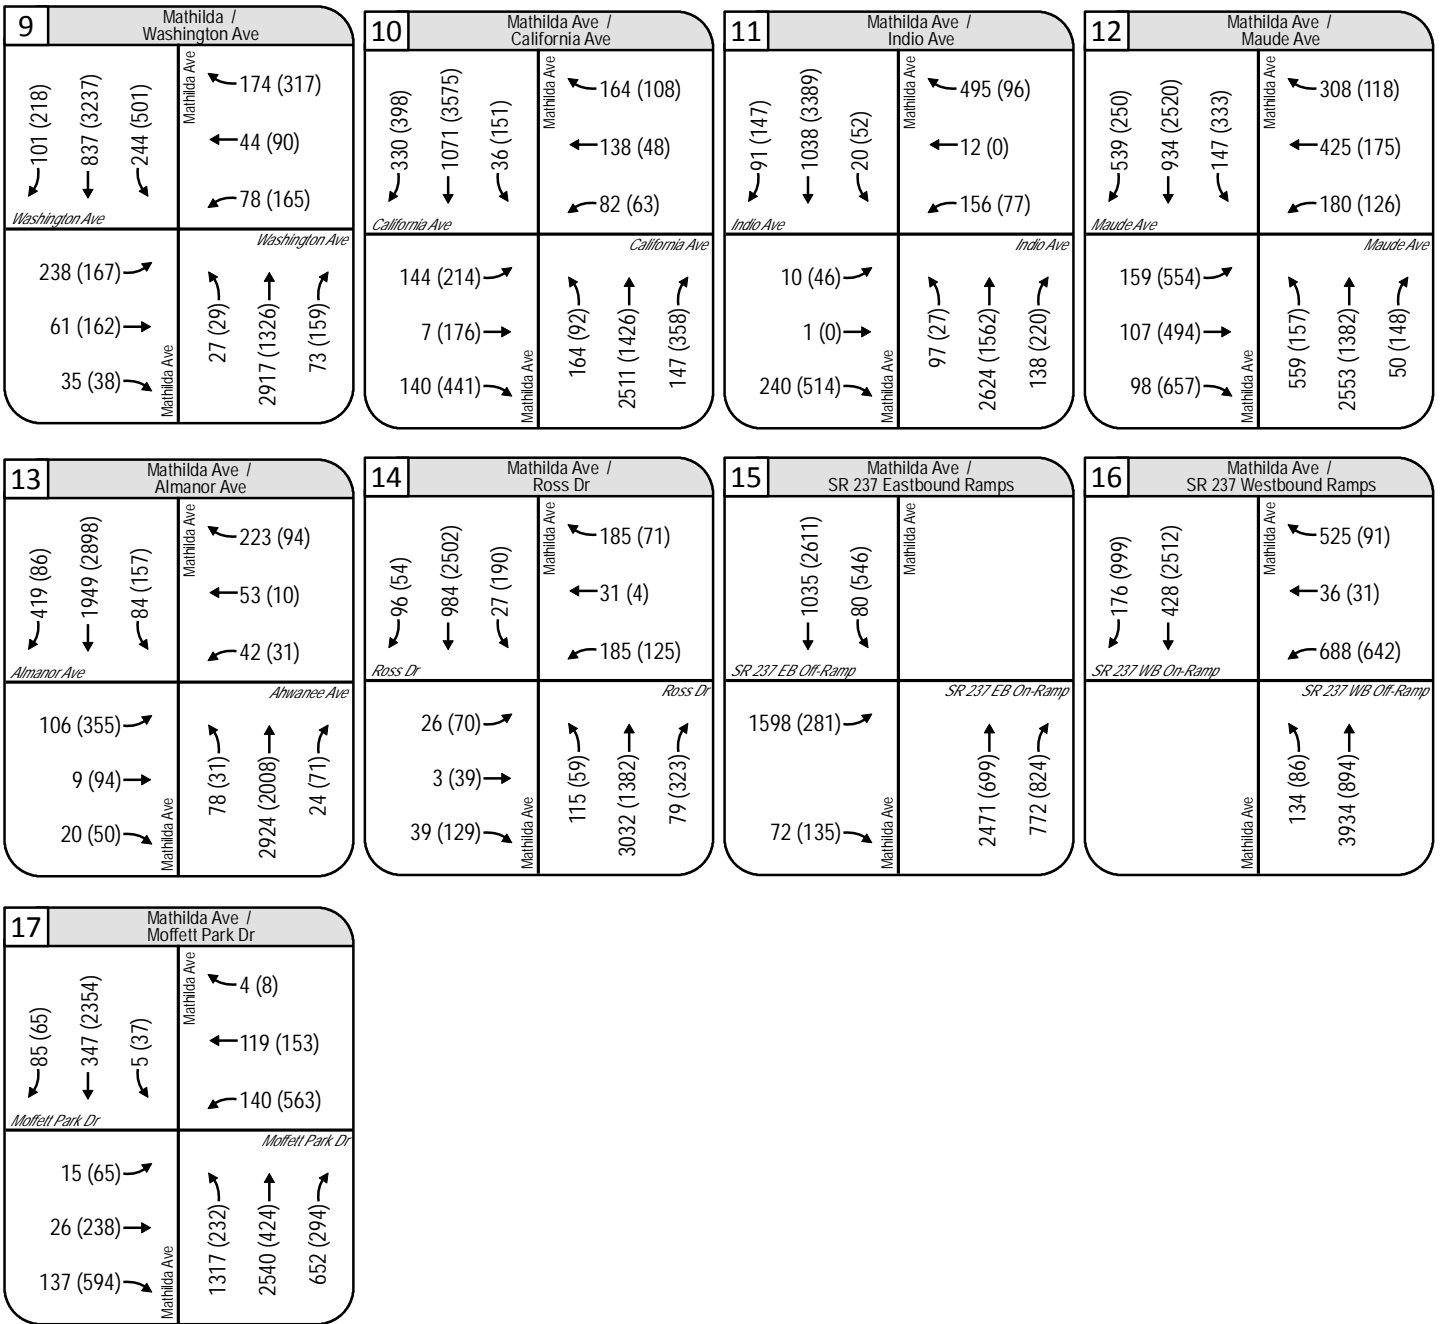 9
Mathilda /
Washington Ave
101 (218)
837 (3237)
244 (501)
Mathilda Ave
174 (317)
44 (90)
78 (165)
Washington Ave
Washington Ave
238 (167)
61 (162)
35 (38)
Mathilda Ave
27 (29)
2917 (1326)
73 (159)
10
Mathilda Ave /
California Ave
330 (398)
1071 (3575)
36 (151)
Mathilda Ave
164 (108)
138 (48)
82 (63)
California Ave
California Ave
144 (214)
7 (176)
140 (441)
Mathilda Ave
164 (92)
2511 (1426)
147 (358)
11
Mathilda Ave /
Indio Ave
91 (147)
1038 (3389)
20 (52)
Mathilda Ave
495 (96)
12 (0)
156 (77)
Indio Ave
Indio Ave
10 (46)
1 (0)
240 (514)
Mathilda Ave
97 (27)
2624 (1562)
138 (220)
12
Mathilda Ave /
Maude Ave
539 (250)
934 (2520)
147 (333)
Mathilda Ave
308 (118)
425 (175)
180 (126)
Maude Ave
Maude Ave
159 (554)
107 (494)
98 (657)
Mathilda Ave
559 (157)
2553 (1382)
50 (148)
13
Mathilda Ave /
Almanor Ave
419 (86)
1949 (2898)
84 (157)
Mathilda Ave
223 (94)
53 (10)
42 (31)
Almanor Ave
Ahwanee Ave
106 (355)
9 (94)
20 (50)
Mathilda Ave
78 (31)
2924 (2008)
24 (71)
14
Mathilda Ave /
Ross Dr
96 (54)
984 (2502)
27 (190)
Mathilda Ave
185 (71)
31 (4)
185 (125)
Ross Dr
Ross Dr
26 (70)
3 (39)
39 (129)
Mathilda Ave
115 (59)
3032 (1382)
79 (323)
15
Mathilda Ave /
SR 237 Eastbound Ramps
1035 (2611)
80 (546)
Mathilda Ave
SR 237 EB Off-Ramp
SR 237 EB On-Ramp
1598 (281)
72 (135)
Mathilda Ave
2471 (699)
772 (824)
16
Mathilda Ave /
SR 237 Westbound Ramps
176 (999)
428 (2512)
Mathilda Ave
525 (91)
36 (31)
688 (642)
SR 237 WB On-Ramp
SR 237 WB Off-Ramp
Mathilda Ave
134 (86)
3934 (894)
17
Mathilda Ave /
Moffett Park Dr
85 (65)
347 (2354)
5 (37)
Mathilda Ave
4 (8)
119 (153)
140 (563)
Moffett Park Dr
Moffett Park Dr
15 (65)
26 (238)
137 (594)
Mathilda Ave
1317 (232)
2540 (424)
652 (294)